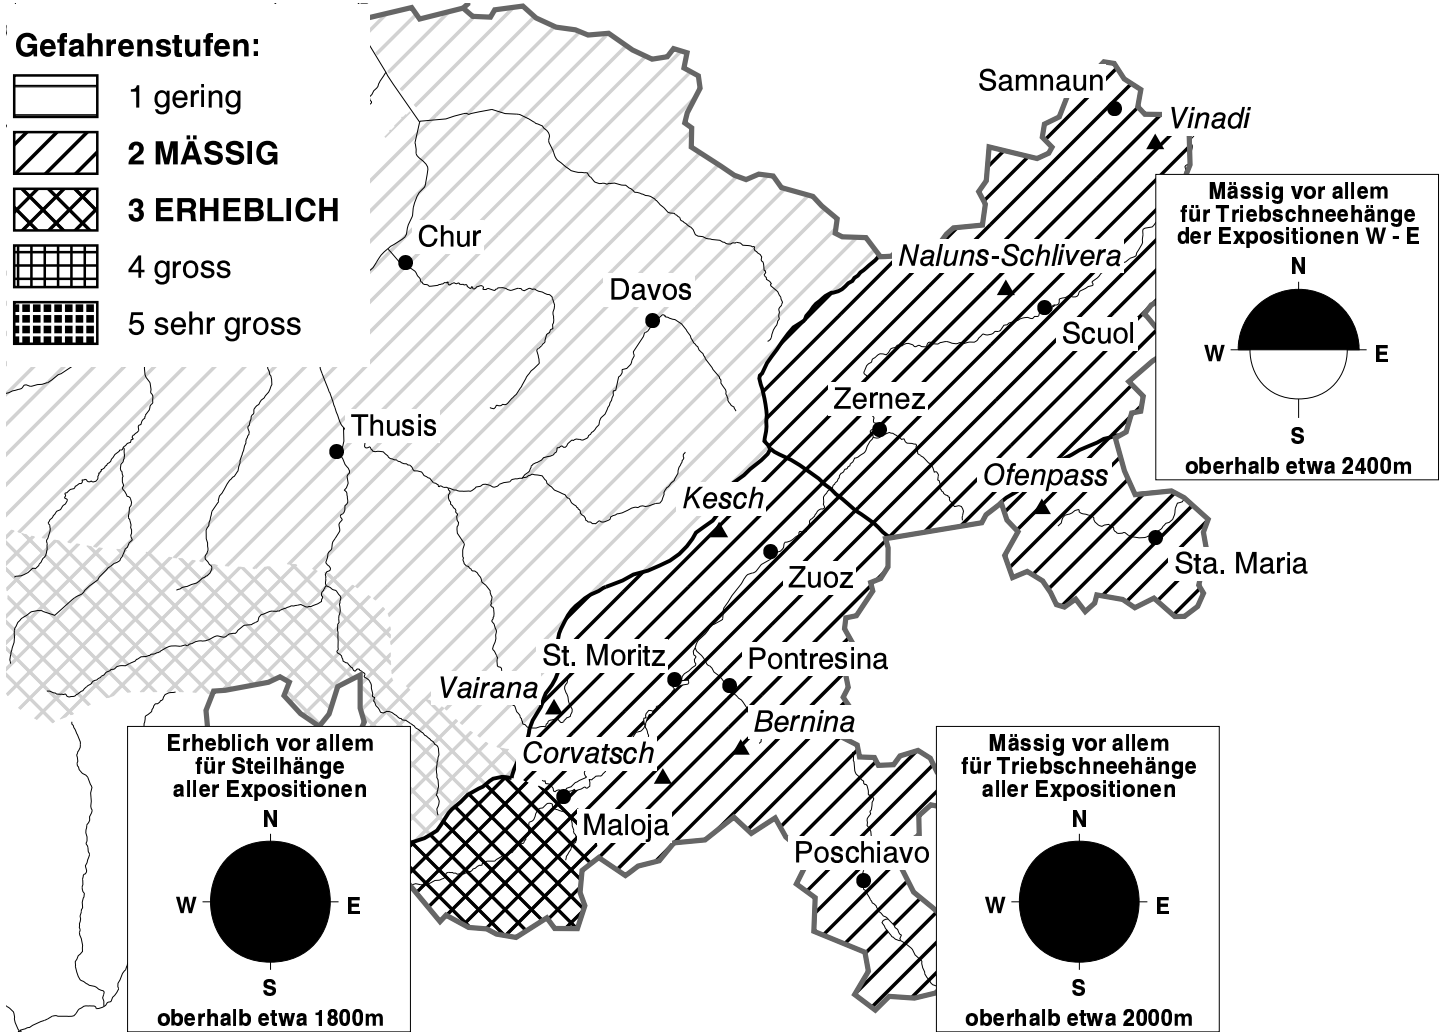 Gefahrenstufen:
1 gering
2 MÄSSIG
3 ERHEBLICH
4 gross
5 sehr gross
Samnaun
Vinadi
Chur
Naluns-Schlivera
Davos
Scuol
Zernez
Thusis
Ofenpass
Kesch
Sta. Maria
Zuoz
St. Moritz
Pontresina
Vairana
Bernina
Corvatsch
Maloja
Poschiavo
Mässig vor allem
für Triebschneehänge
der Expositionen W - E
N
W E
S
oberhalb etwa 2400m
Erheblich vor allem
für Steilhänge
aller Expositionen
N
W E
S
oberhalb etwa 1800m
Mässig vor allem
für Triebschneehänge
aller Expositionen
N
W E
S
oberhalb etwa 2000m